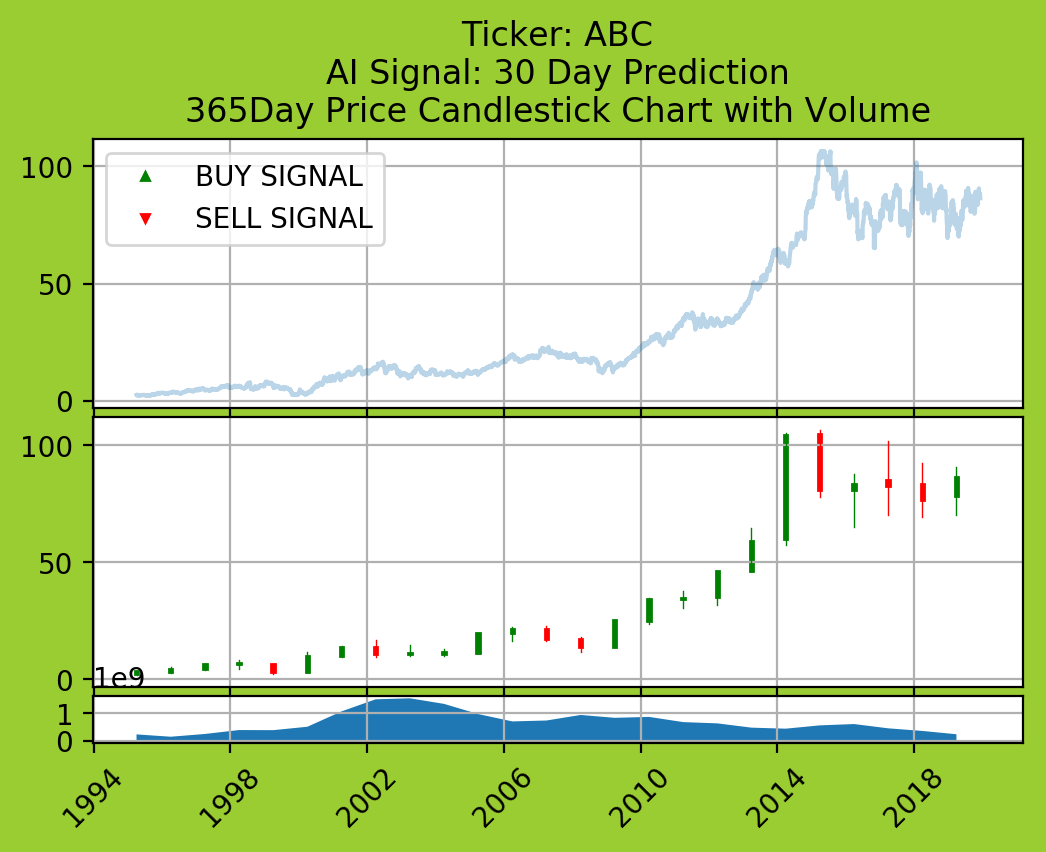 Ticker: ABC
AI Signal: 30 Day Prediction
365Day Price Candlestick Chart with Volume
100
50
0
BUY SIGNAL
SELL SIGNAL
100
50
0
1e9
1
0
1994
1998
2002
2006
2010
2014
2018